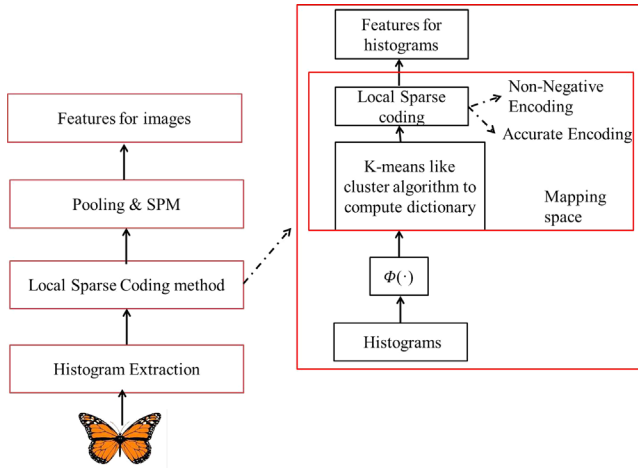 Features for images
Pooling & SPM
Local Sparse Coding method
Histogram Extraction
Features for
histograms
Local Sparse
coding
Non-Negative
Encoding
Accurate Encoding
K-means like
cluster algorithm to
compute dictionary
Mapping
space
Φ(·)
Histograms